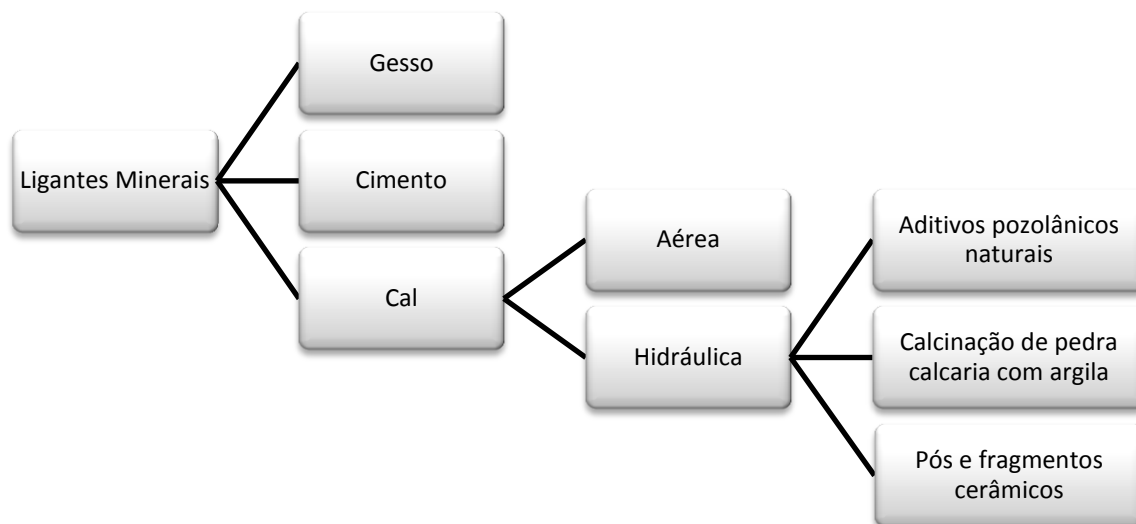 Ligantes Minerais
Gesso
Cimento
Cal
Aérea
Hidráulica
Aditivos pozolânicos
naturais
Calcinação de pedra
calcaria com argila
Pós e fragmentos
cerâmicos